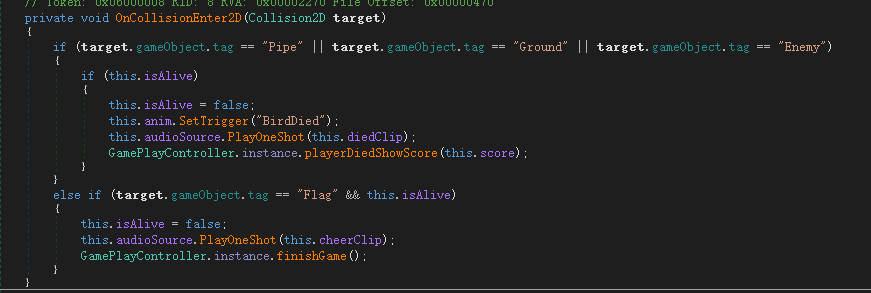 // Token: 0x06000008 RID: 8 RVA: 0x00002270 File Offset: 0x00000470
private void OnCollisionEnter2D(Collision2D target)
{
if (target.gameObject.tag == "Pipe" || target.gameObject.tag == "Ground" || target.gameObject.tag == "Enemy")
{
if (this.isAlive)
{
this.isAlive = false;
this.anim.SetTrigger("BirdDied");
this.audioSource.PlayOneShot(this.diedClip);
GamePlayController.instance.playerDiedShowScore(this.score);
}
}
else if (target.gameObject.tag == "Flag" && this.isAlive)
{
this.isAlive = false;
this.audioSource.PlayOneShot(this.cheerClip);
GamePlayController.instance.finishGame();
}
}